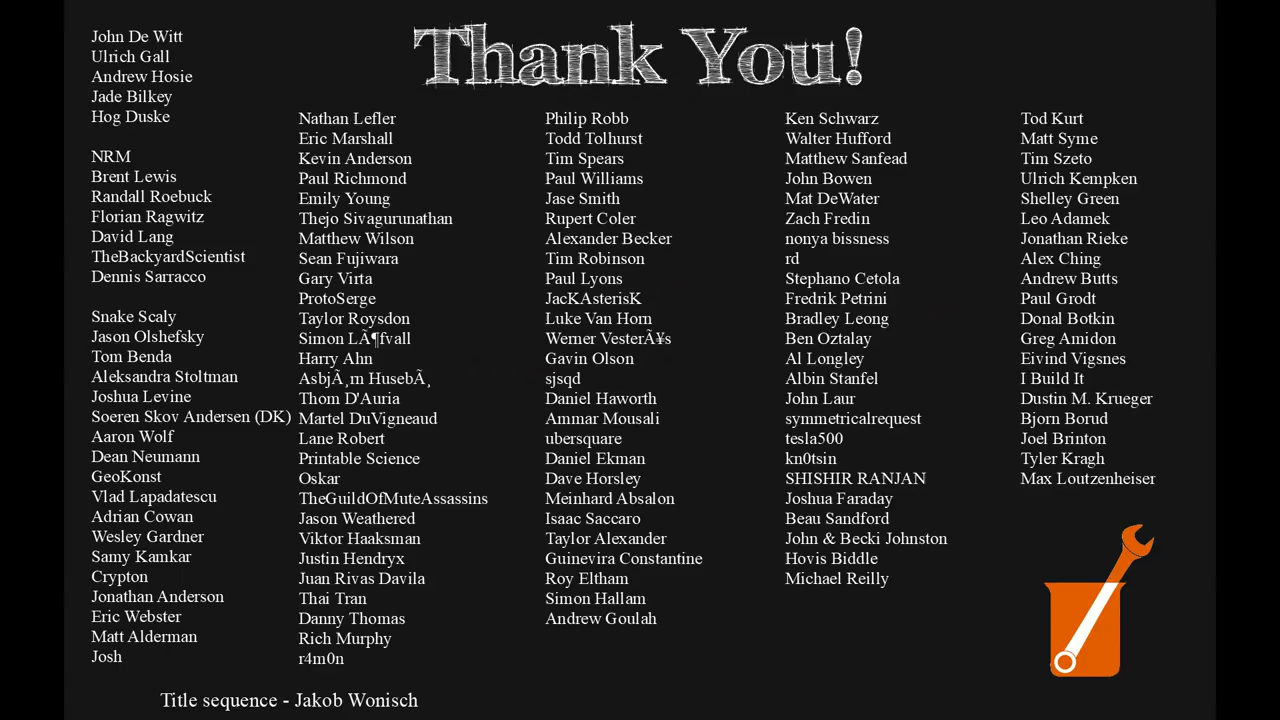 Thank You!
John De Witt
Ulrich Gall
Andrew Hosie
Jade Bilkey
Hog Duske
NRM
Brent Lewis
Randall Roebuck
Florian Ragwitz
David Lang
TheBackyardScientist
Dennis Sarracco
Snake Scaly
Jason Olshefsky
Tom Benda
Aleksandra Stoltman
Joshua Levine
Soeren Skov Andersen (DK)
Aaron Wolf
Dean Neumann
GeoKonst
Vlad Lapadatescu
Adrian Cowan
Wesley Gardner
Samy Kamkar
Crypton
Jonathan Anderson
Eric Webster
Matt Alderman
Josh
Nathan Lefler
Eric Marshall
Kevin Anderson
Paul Richmond
Emily Young
Thejo Sivagurunathan
Matthew Wilson
Sean Fujiwara
Gary Virta
ProtoSerge
Taylor Roysdon
Simon LÃ¶fvall
Harry Ahn
AsbjÃ¸rn HusebÃ¸
Thom D'Auria
Martel DuVigneaud
Lane Robert
Printable Science
Oskar
TheGuildOfMuteAssassins
Jason Weathered
Viktor Haaksman
Justin Hendryx
Juan Rivas Davila
Thai Tran
Danny Thomas
Rich Murphy
r4m0n
Philip Robb
Todd Tolhurst
Tim Spears
Paul Williams
Jase Smith
Rupert Coler
Alexander Becker
Tim Robinson
Paul Lyons
JacKAsterisK
Luke Van Horn
Werner VesterÃ¥s
Gavin Olson
sjsqd
Daniel Haworth
Ammar Mousali
ubersquare
Daniel Ekman
Dave Horsley
Meinhard Absalon
Isaac Saccaro
Taylor Alexander
Guinevira Constantine
Roy Eltham
Simon Hallam
Andrew Goulah
Ken Schwarz
Walter Hufford
Matthew Sanfead
John Bowen
Mat DeWater
Zach Fredin
nonya bissness
rd
Stephano Cetola
Fredrik Petrini
Bradley Leong
Ben Oztalay
Al Longley
Albin Stanfel
John Laur
symmetricalrequest
tesla500
kn0tsin
SHISHIR RANJAN
Joshua Faraday
Beau Sandford
John & Becki Johnston
Hovis Biddle
Michael Reilly
Tod Kurt
Matt Syme
Tim Szeto
Ulrich Kempken
Shelley Green
Leo Adamek
Jonathan Rieke
Alex Ching
Andrew Butts
Paul Grodt
Donal Botkin
Greg Amidon
Eivind Vigsnes
I Build It
Dustin M. Krueger
Bjorn Borud
Joel Brinton
Tyler Kragh
Max Loutzenheiser
Title sequence - Jakob Wonisch